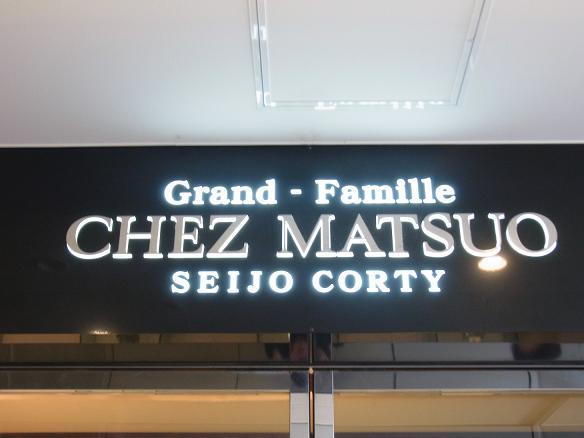 Grand - Famille
CHEZ MATSUO
SEIJO CORTY